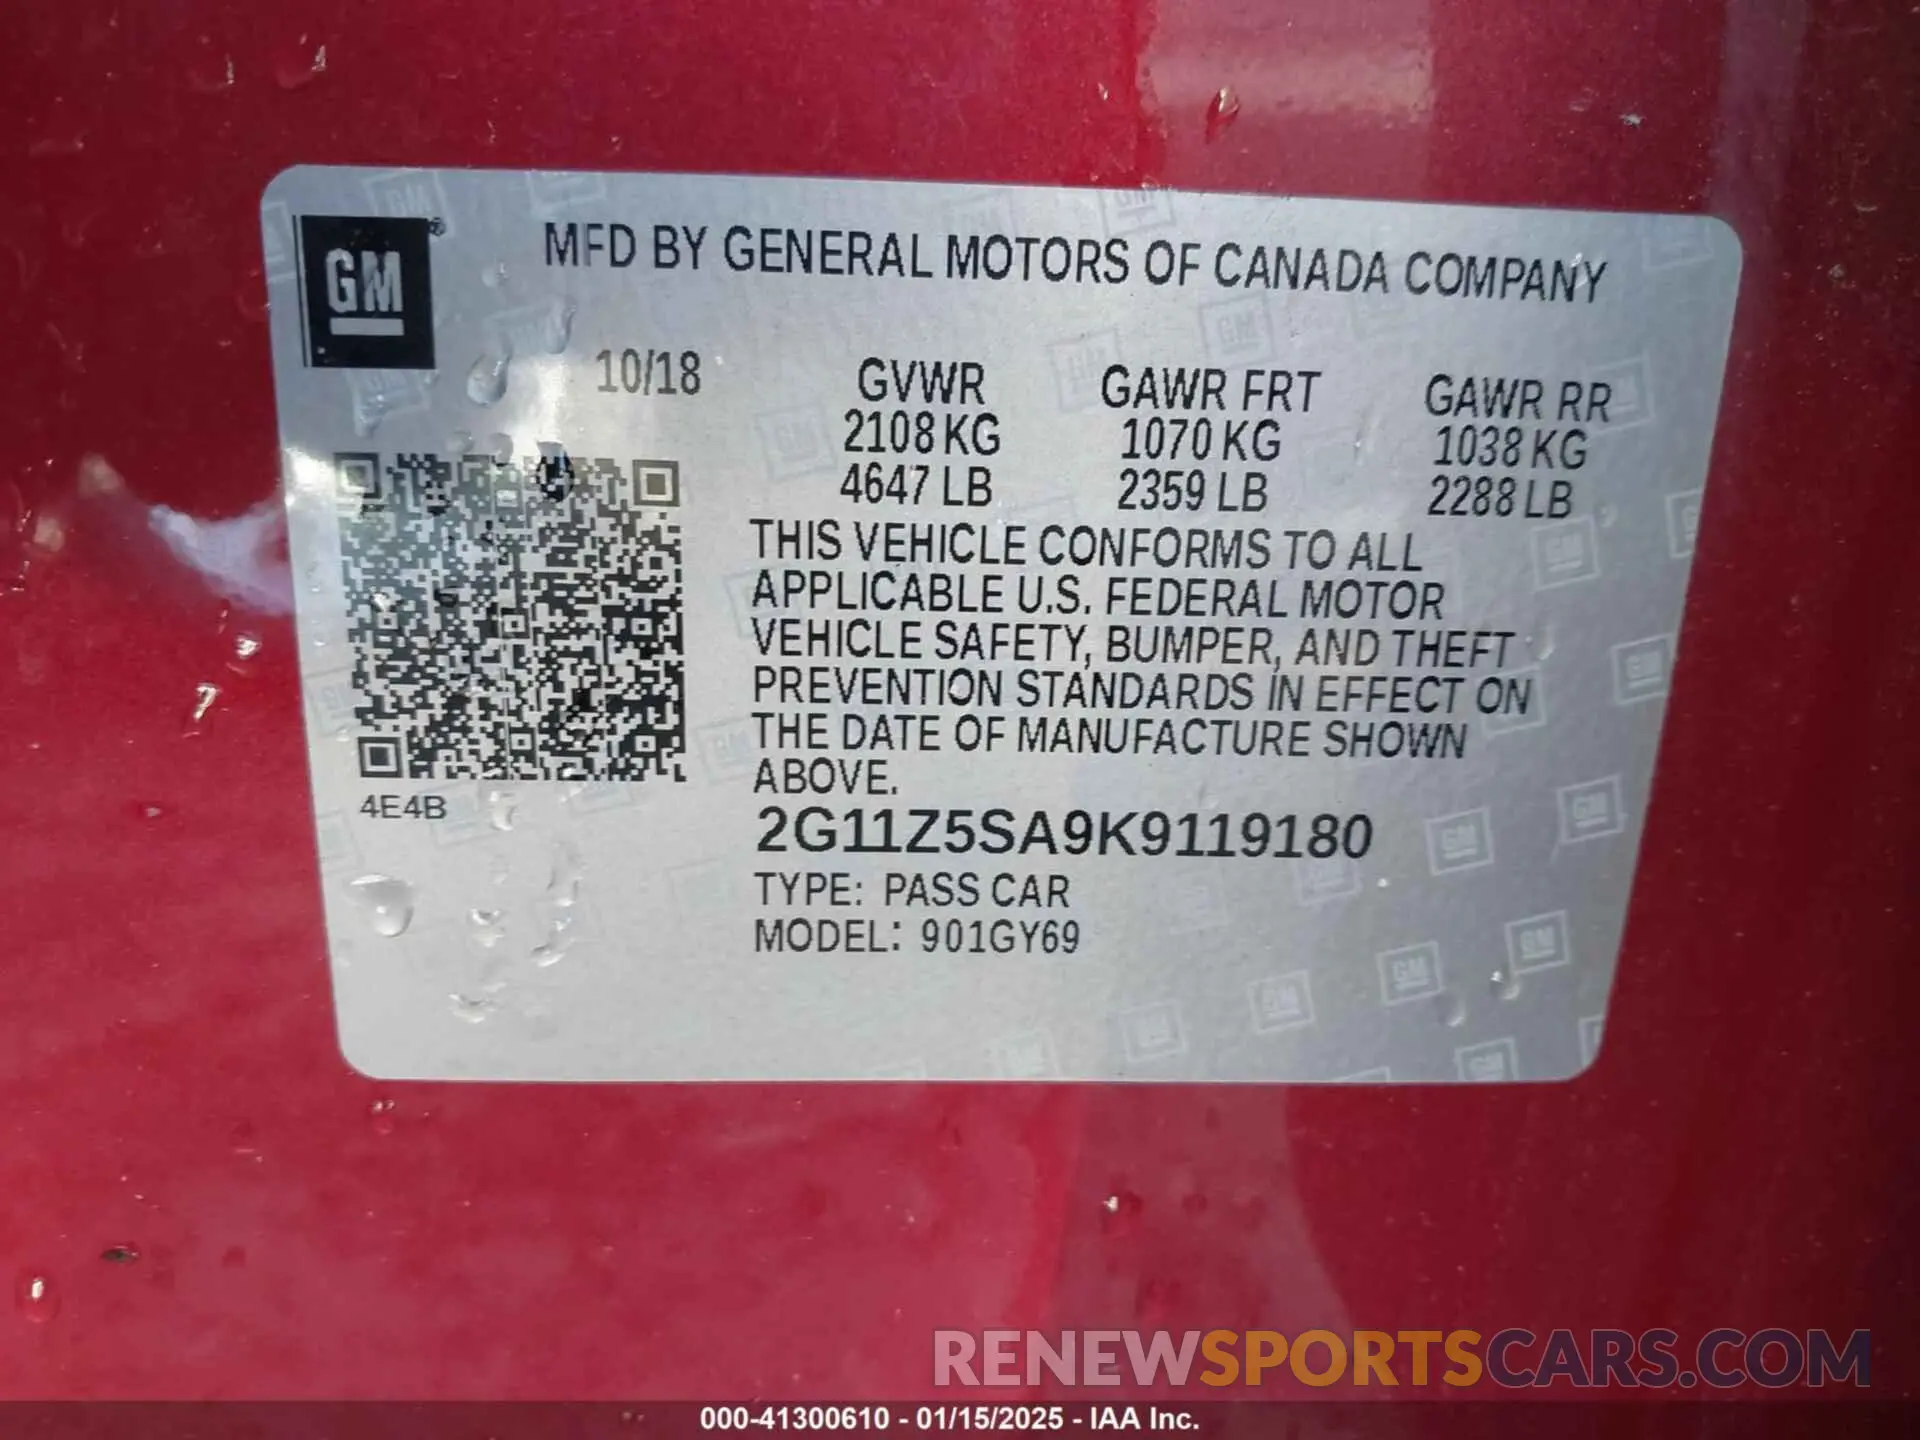 GM®
MFD BY GENERAL MOTORS OF CANADA COMPANY
10/18
GVWR GAWR FRT GAWR RR
2108 KG 1070 KG 1038 KG
4647 LB 2359 LB 2288 LB
THIS VEHICLE CONFORMS TO ALL
APPLICABLE U.S. FEDERAL MOTOR
VEHICLE SAFETY, BUMPER, AND THEFT
PREVENTION STANDARDS IN EFFECT ON
THE DATE OF MANUFACTURE SHOWN
ABOVE.
4E4B
2G11Z5SA9K9119180
TYPE: PASS CAR
MODEL: 901GY69
RENEWSPORTSCARS.COM
000-41300610 - 01/15/2025 - IAA Inc.